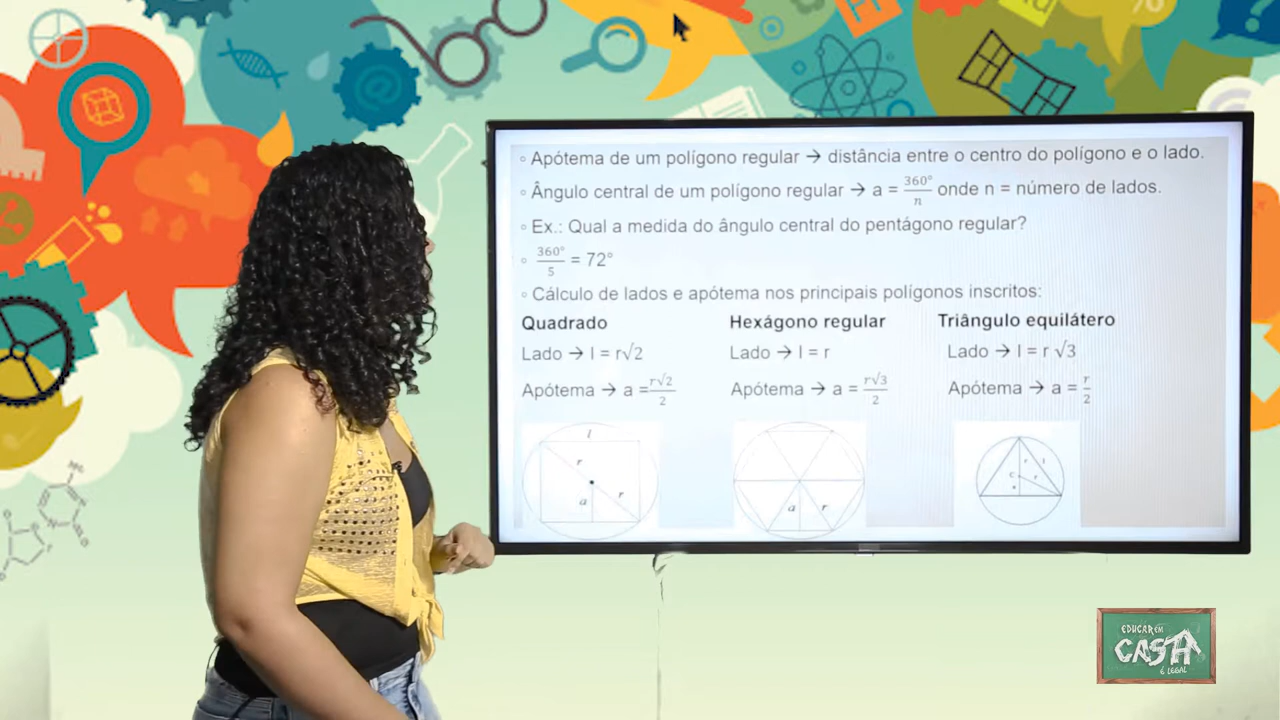 ◦ Apótema de um polígono regular → distância entre o centro do polígono e o lado.
◦ Ângulo central de um polígono regular → a = 360°/n onde n = número de lados.
◦ Ex.: Qual a medida do ângulo central do pentágono regular?
◦ 360°/5 = 72°
◦ Cálculo de lados e apótema nos principais polígonos inscritos:
Quadrado Hexágono regular Triângulo equilátero
Lado → l = r√2 Lado → l = r Lado → l = r √3
Apótema → a = r√2/2 Apótema → a = r√3/2 Apótema → a = r/2
l
r
a r
a r
EDUCAR EM
CASA
É LEGAL